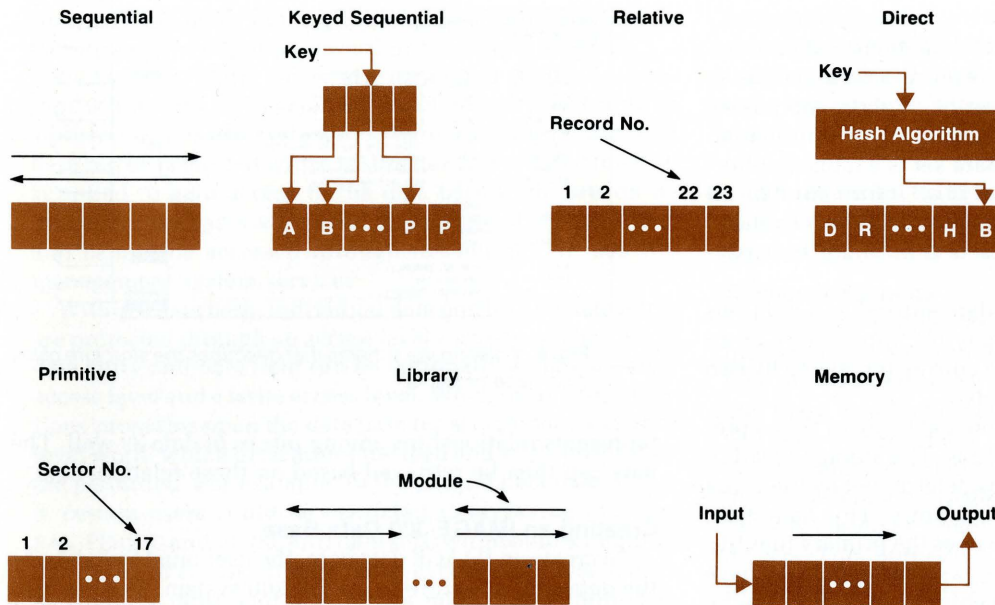 Sequential
Keyed Sequential
Relative
Direct
Key
Key
Hash Algorithm
Record No.
1 2 22 23
A B ••• P P
•••
D R ••• H B
Primitive
Library
Memory
Sector No.
Module
Input
Output
1 2 17
•••
•••
•••